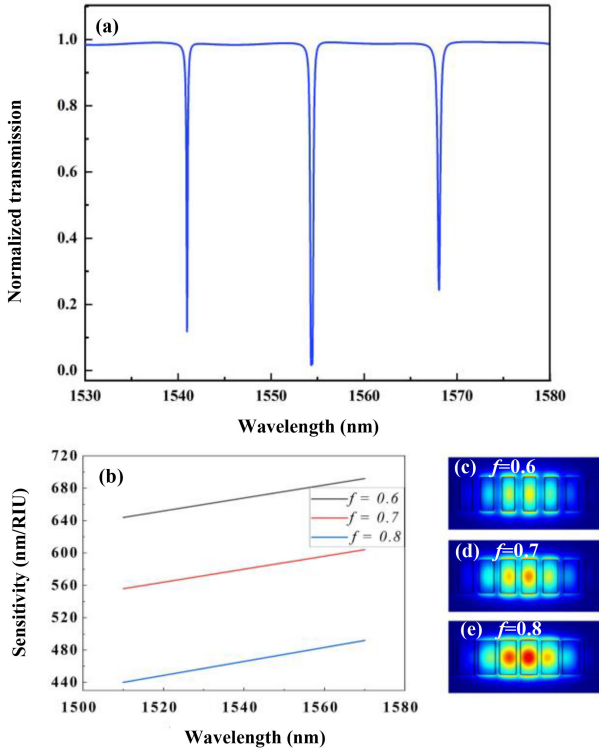 (a)
1.0
0.8
0.6
0.4
0.2
0.0
Normalized transmission
1530 1540 1550 1560 1570 1580
Wavelength (nm)
(b)
720
680
640
600
560
520
480
440
Sensitivity (nm/RIU)
f = 0.6
f = 0.7
f = 0.8
1500 1520 1540 1560 1580
Wavelength (nm)
(c) f=0.6
(d) f=0.7
(e) f=0.8